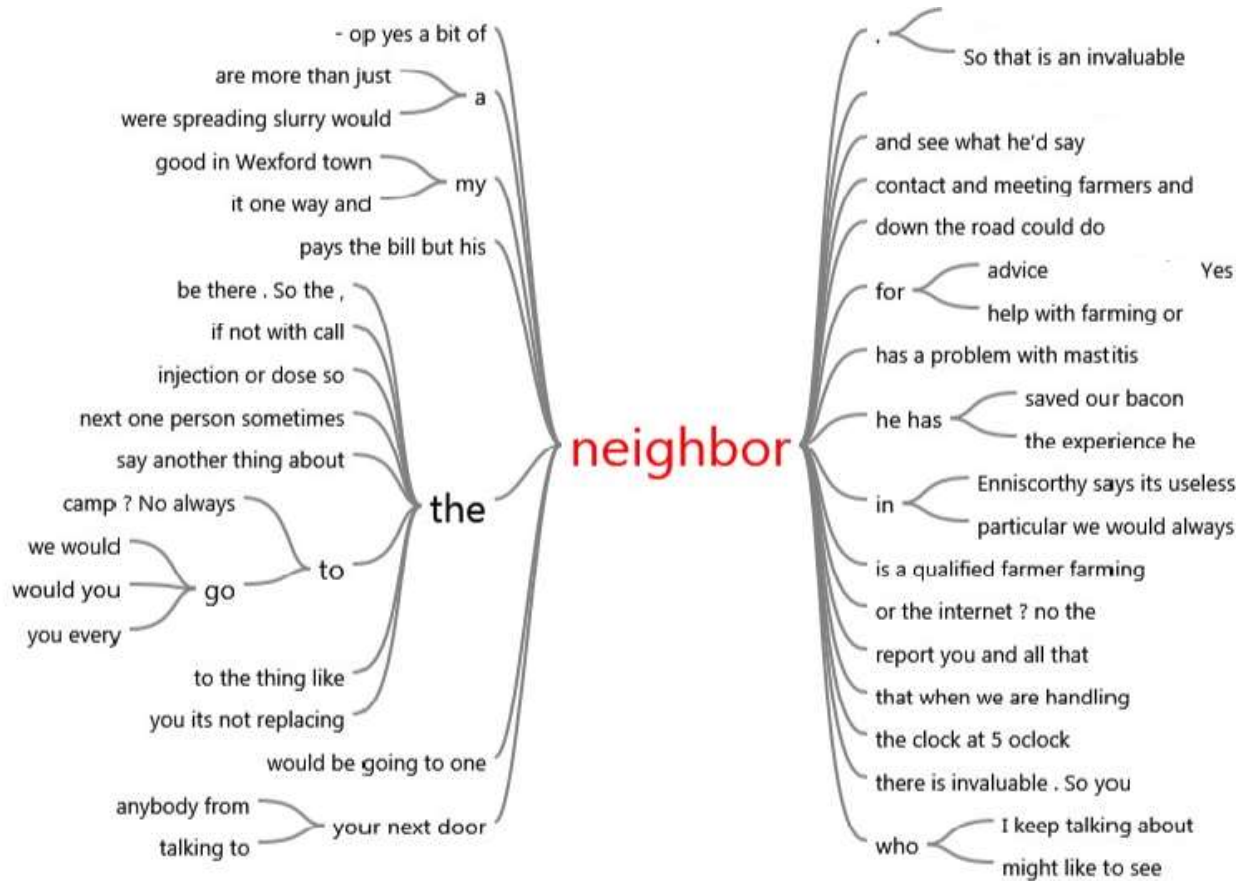 - op yes a bit of
are more than just
a
were spreading slurry would
good in Wexford town
my
it one way and
pays the bill but his
be there . So the ,
if not with call
injection or dose so
next one person sometimes
say another thing about
the
camp ? No always
to
we would
would you
go
you every
to the thing like
you its not replacing
would be going to one
anybody from
your next door
talking to
neighbor
.
So that is an invaluable
and see what he'd say
contact and meeting farmers and
down the road could do
for
advice Yes
help with farming or
has a problem with mastitis
he has
saved our bacon
the experience he
in
Enniscorthy says its useless
particular we would always
is a qualified farmer farming
or the internet ? no the
report you and all that
that when we are handling
the clock at 5 oclock
there is invaluable . So you
who
I keep talking about
might like to see